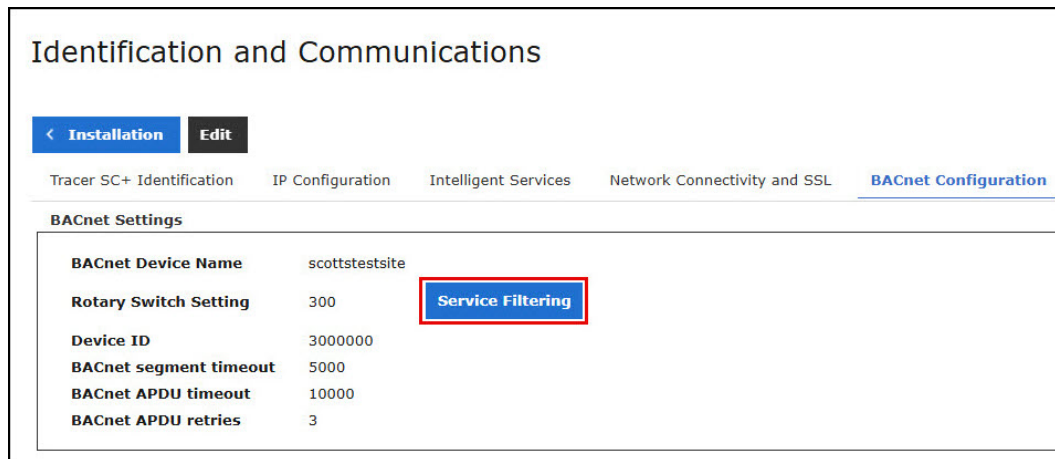 Identification and Communications
< Installation Edit
Tracer SC+ Identification IP Configuration Intelligent Services Network Connectivity and SSL BACnet Configuration
BACnet Settings
BACnet Device Name scottstestsite
Rotary Switch Setting 300 Service Filtering
Device ID 3000000
BACnet segment timeout 5000
BACnet APDU timeout 10000
BACnet APDU retries 3